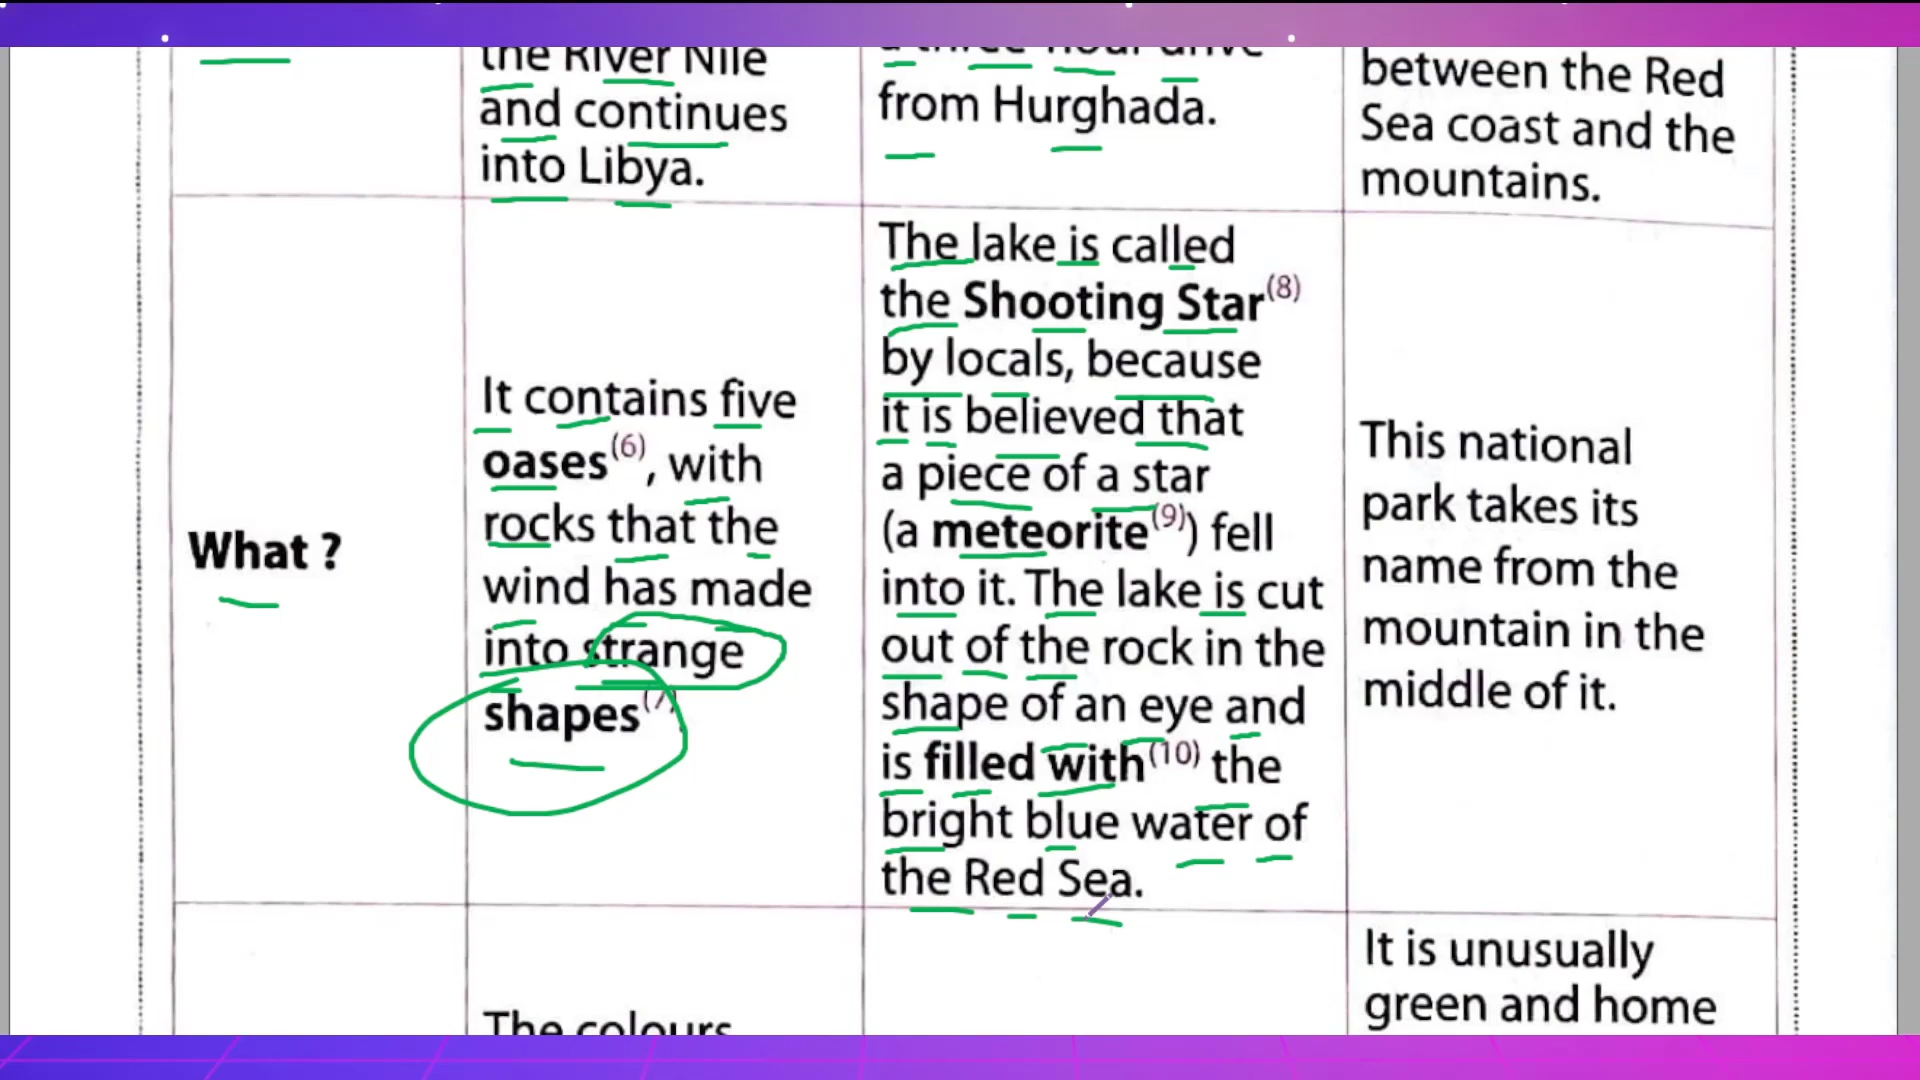 the River Nile
and continues
into Libya.
a three-hour drive
from Hurghada.
between the Red
Sea coast and the
mountains.
What ?
It contains five
oases(6), with
rocks that the
wind has made
into strange
shapes(7).
The lake is called
the Shooting Star(8)
by locals, because
it is believed that
a piece of a star
(a meteorite(9)) fell
into it. The lake is cut
out of the rock in the
shape of an eye and
is filled with(10) the
bright blue water of
the Red Sea.
This national
park takes its
name from the
mountain in the
middle of it.
The colours
It is unusually
green and home